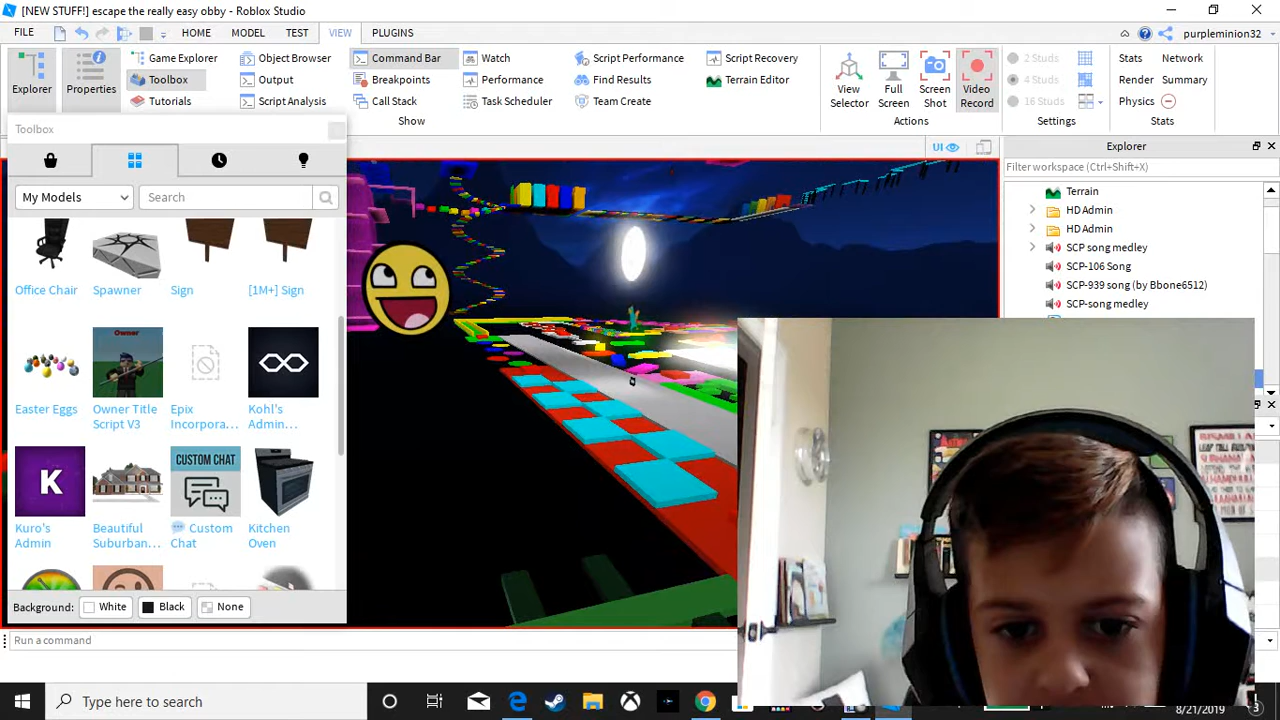 [NEW STUFF!] escape the really easy obby - Roblox Studio
FILE HOME MODEL TEST VIEW PLUGINS purpleminion32
Explorer Properties
Game Explorer Object Browser Command Bar Watch Script Performance Script Recovery
Toolbox Output Breakpoints Performance Find Results Terrain Editor
Tutorials Script Analysis Call Stack Task Scheduler Team Create
View Selector Full Screen Screen Shot Video Record
2 Studs Stats Network
4 Studs Render Summary
16 Studs Physics
Show Actions Settings Stats
Toolbox
UI
Explorer
Filter workspace (Ctrl+Shift+X)
My Models Search
Terrain
HD Admin
HD Admin
SCP song medley
SCP-106 Song
SCP-939 song (by Bbone6512)
SCP-song medley
Office Chair Spawner Sign [1M+] Sign
Owner
Easter Eggs Owner Title Script V3 Epix Incorpora... Kohl's Admin...
K
CUSTOM CHAT
Kuro's Admin Beautiful Suburban... Custom Chat Kitchen Oven
Background: White Black None
Run a command
Type here to search
8/21/2019
3